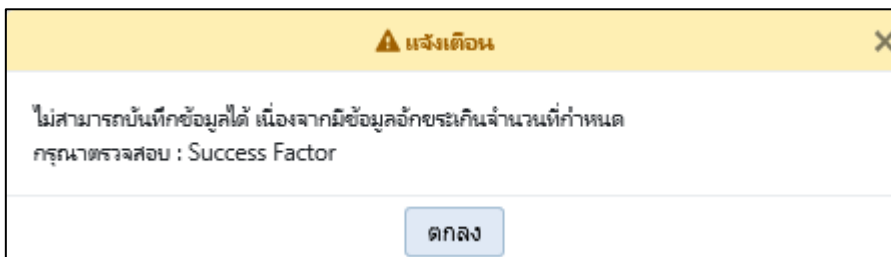 แจ้งเตือน
ไม่สามารถบันทึกข้อมูลได้ เนื่องจากมีข้อมูลอักขระเกินจำนวนที่กำหนด
กรุณาตรวจสอบ : Success Factor
ตกลง